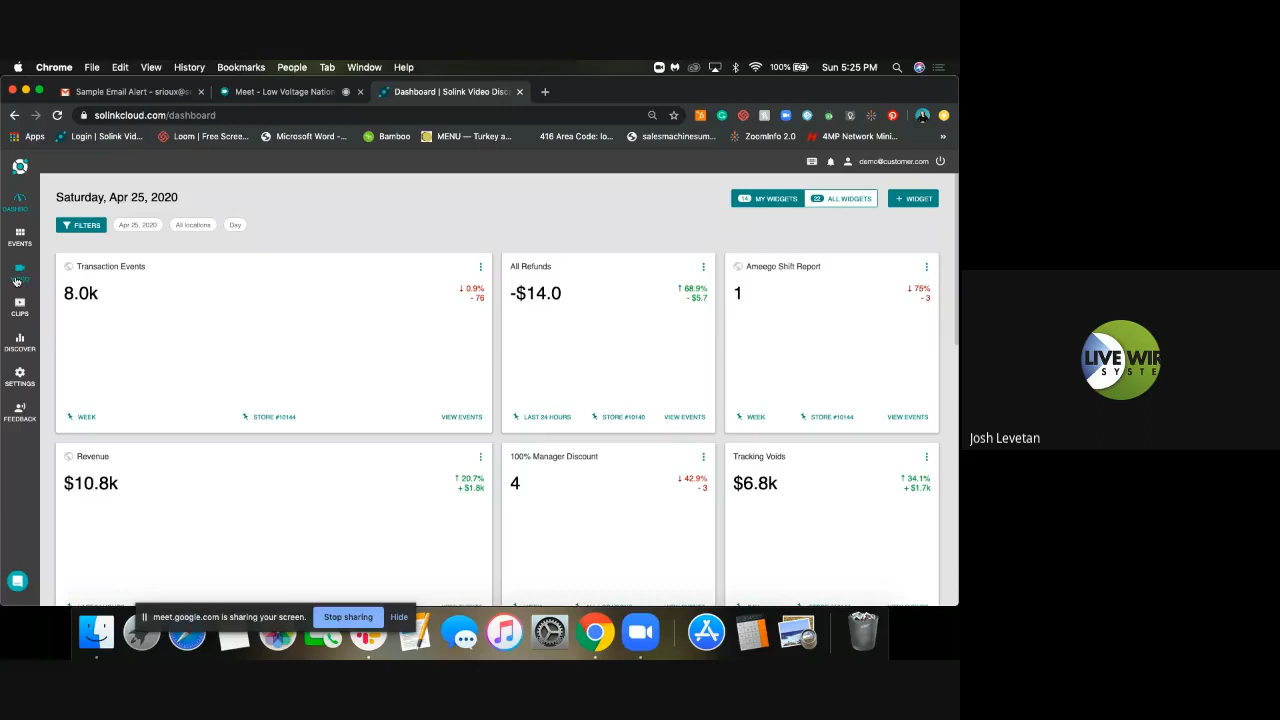 Chrome File Edit View History Bookmarks People Tab Window Help 100% Sun 5:25 PM
Sample Email Alert - srioux@s
Meet - Low Voltage Nation
Dashboard | Solink Video Disc
solinkcloud.com/dashboard
Apps Login | Solink Vid... Loom | Free Scree... Microsoft Word -... Bamboo MENU — Turkey a... 416 Area Code: lo... salesmachinesum... ZoomInfo 2.0 4MP Network Mini... »
demo@customer.com
DASHBO
EVENTS
CLIPS
DISCOVER
SETTINGS
FEEDBACK
Saturday, Apr 25, 2020
14 MY WIDGETS 22 ALL WIDGETS + WIDGET
FILTERS Apr 25, 2020 All locations Day
Transaction Events
8.0k
↓ 0.9%
- 76
WEEK STORE #10144 VIEW EVENTS
All Refunds
-$14.0
↑ 68.9%
- $5.7
LAST 24 HOURS STORE #10140 VIEW EVENTS
Ameego Shift Report
1
↓ 75%
- 3
WEEK STORE #10144 VIEW EVENTS
Revenue
$10.8k
↑ 20.7%
+ $1.8k
100% Manager Discount
4
↓ 42.9%
- 3
Tracking Voids
$6.8k
↑ 34.1%
+ $1.7k
meet.google.com is sharing your screen. Stop sharing Hide
LIVE WIR
SYSTE
Josh Levetan